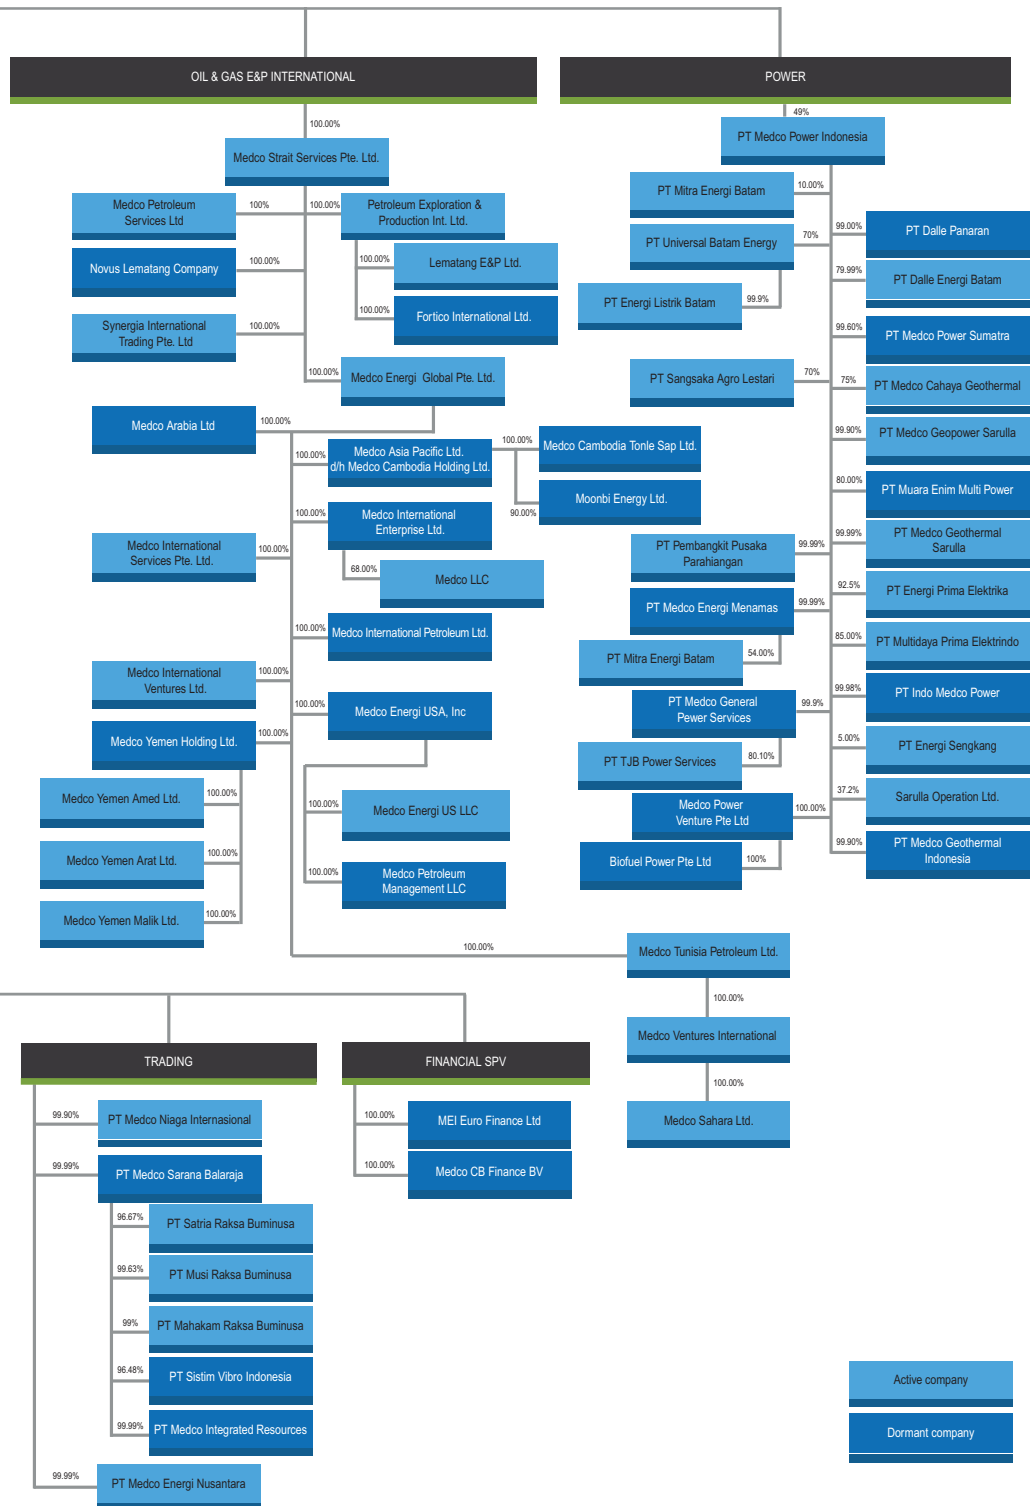 OIL & GAS E&P INTERNATIONAL
POWER
100.00%
49%
Medco Strait Services Pte. Ltd.
PT Medco Power Indonesia
Medco Petroleum
Services Ltd
100%
100.00%
Petroleum Exploration &
Production Int. Ltd.
Novus Lematang Company
100.00%
100.00%
Lematang E&P Ltd.
100.00%
Fortico International Ltd.
Synergia International
Trading Pte. Ltd
100.00%
100.00%
Medco Energi Global Pte. Ltd.
Medco Arabia Ltd
100.00%
100.00%
Medco Asia Pacific Ltd.
d/h Medco Cambodia Holding Ltd.
100.00%
Medco Cambodia Tonle Sap Ltd.
90.00%
Moonbi Energy Ltd.
100.00%
Medco International
Enterprise Ltd.
Medco International
Services Pte. Ltd.
100.00%
68.00%
Medco LLC
100.00%
Medco International Petroleum Ltd.
Medco International
Ventures Ltd.
100.00%
100.00%
Medco Energi USA, Inc
Medco Yemen Holding Ltd.
100.00%
Medco Yemen Amed Ltd.
100.00%
Medco Yemen Arat Ltd.
100.00%
Medco Yemen Malik Ltd.
100.00%
100.00%
Medco Energi US LLC
100.00%
Medco Petroleum
Management LLC
100.00%
Medco Tunisia Petroleum Ltd.
100.00%
Medco Ventures International
100.00%
Medco Sahara Ltd.
PT Mitra Energi Batam
10.00%
99.00%
PT Dalle Panaran
PT Universal Batam Energy
70%
79.99%
PT Dalle Energi Batam
PT Energi Listrik Batam
99.9%
99.60%
PT Medco Power Sumatra
PT Sangsaka Agro Lestari
70%
75%
PT Medco Cahaya Geothermal
99.90%
PT Medco Geopower Sarulla
80.00%
PT Muara Enim Multi Power
99.99%
PT Medco Geothermal
Sarulla
PT Pembangkit Pusaka
Parahiangan
99.99%
92.5%
PT Energi Prima Elektrika
PT Medco Energi Menamas
99.99%
85.00%
PT Multidaya Prima Elektrindo
PT Mitra Energi Batam
54.00%
99.98%
PT Indo Medco Power
PT Medco General
Pewer Services
99.9%
5.00%
PT Energi Sengkang
PT TJB Power Services
80.10%
37.2%
Sarulla Operation Ltd.
Medco Power
Venture Pte Ltd
100.00%
99.90%
PT Medco Geothermal
Indonesia
Biofuel Power Pte Ltd
100%
TRADING
FINANCIAL SPV
99.90%
PT Medco Niaga Internasional
99.99%
PT Medco Sarana Balaraja
96.67%
PT Satria Raksa Buminusa
99.63%
PT Musi Raksa Buminusa
99%
PT Mahakam Raksa Buminusa
96.48%
PT Sistim Vibro Indonesia
99.99%
PT Medco Integrated Resources
99.99%
PT Medco Energi Nusantara
100.00%
MEI Euro Finance Ltd
100.00%
Medco CB Finance BV
Active company
Dormant company